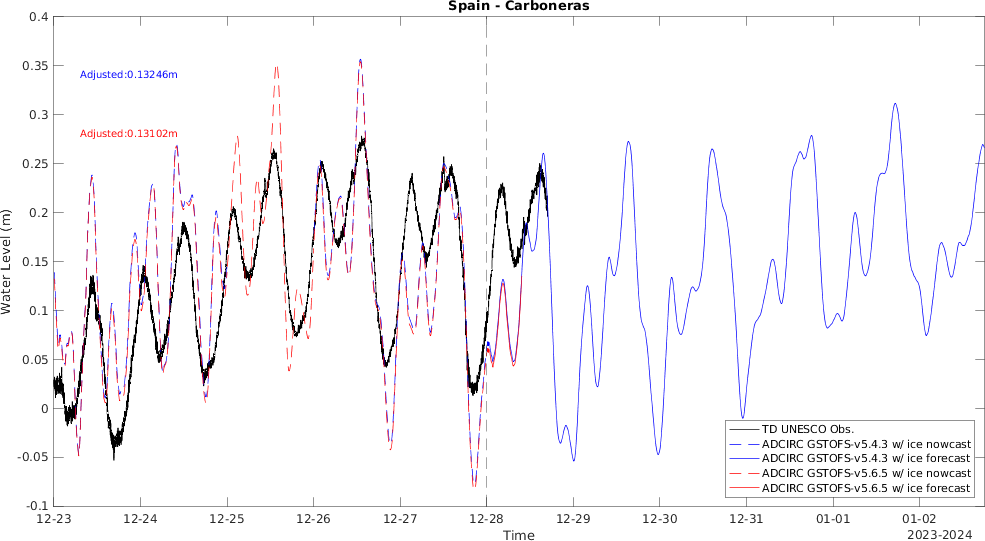 Spain - Carboneras
0.4
0.35
0.3
0.25
0.2
0.15
0.1
0.05
0
-0.05
-0.1
Water Level (m)
Adjusted:0.13246m
Adjusted:0.13102m
TD UNESCO Obs.
ADCIRC GSTOFS-v5.4.3 w/ ice nowcast
ADCIRC GSTOFS-v5.4.3 w/ ice forecast
ADCIRC GSTOFS-v5.6.5 w/ ice nowcast
ADCIRC GSTOFS-v5.6.5 w/ ice forecast
12-23 12-24 12-25 12-26 12-27 12-28 12-29 12-30 12-31 01-01 01-02
Time
2023-2024